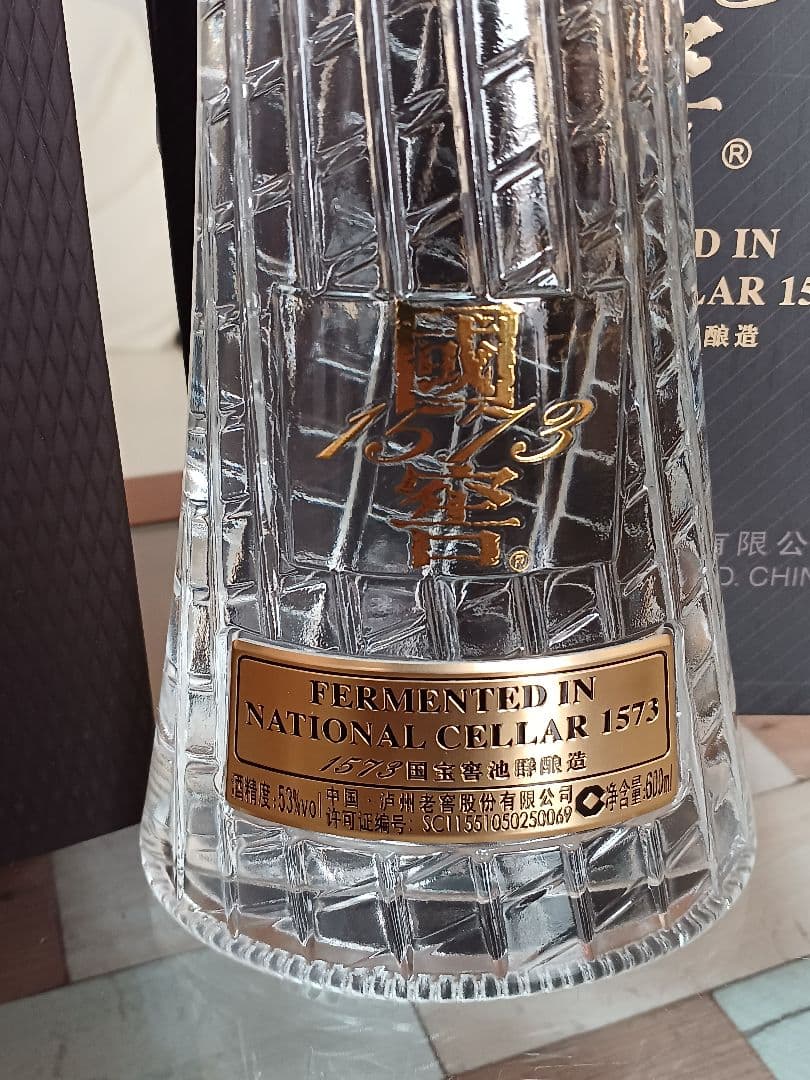 國
1573
窖®
FERMENTED IN
NATIONAL CELLAR 1573
1573国宝窖池群酿造
酒精度:53%vol
中国·泸州老窖股份有限公司
许可证编号: SC11551050250069
净含量:600ml
®
D IN
LAR 15
酿造
有限公
D. CHIN